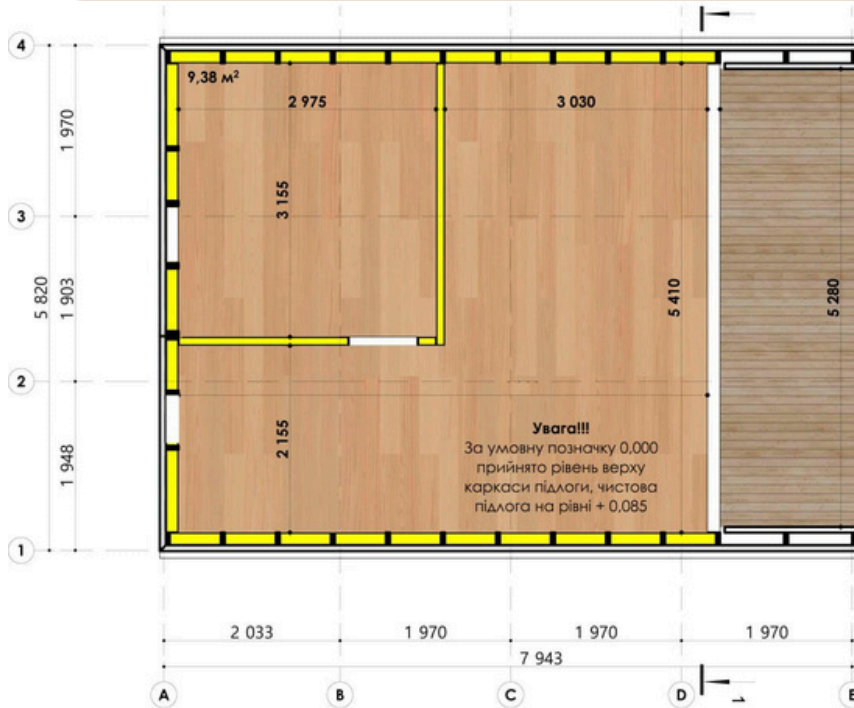 4
9,38 м²
2 975
3 030
1 970
3 155
3
5 820
1 903
5 410
5 280
2
2 155
Увага!!!
За умовну позначку 0,000
прийнято рівень верху
каркаси підлоги, чистова
підлога на рівні + 0,085
1 948
1
2 033
1 970
1 970
1 970
7 943
1
A
B
C
D
E